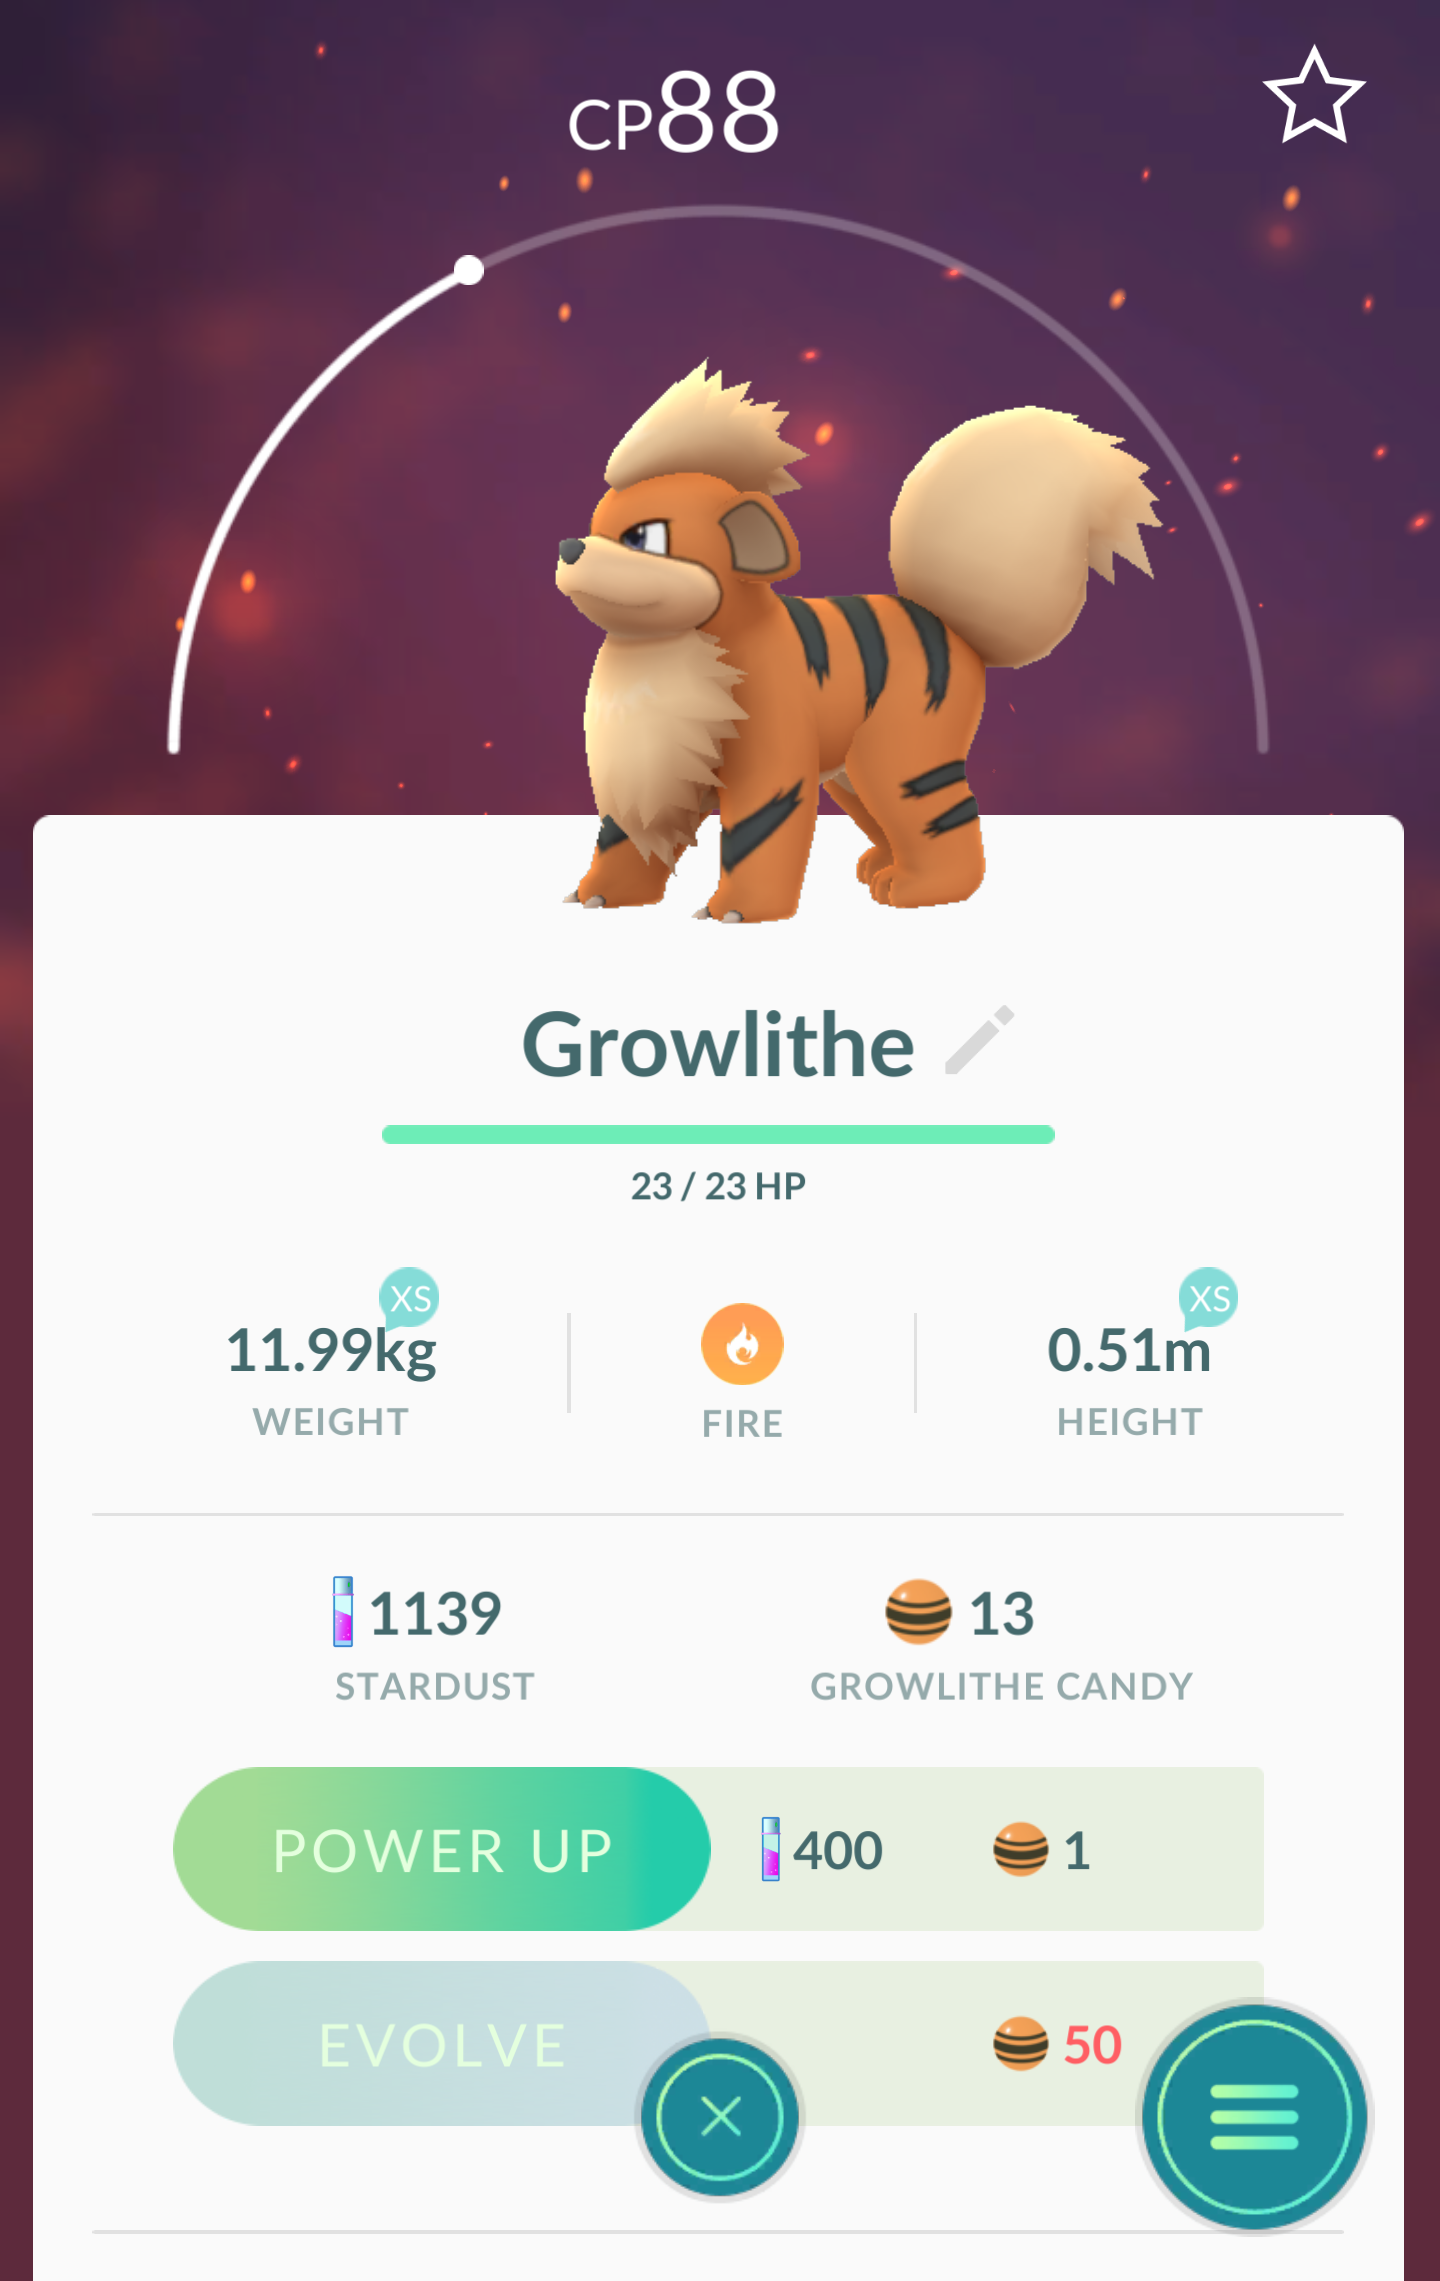 CP88
Growlithe
23 / 23 HP
XS XS
11.99kg 0.51m
WEIGHT FIRE HEIGHT
1139 13
STARDUST GROWLITHE CANDY
POWER UP 400 1
EVOLVE 50